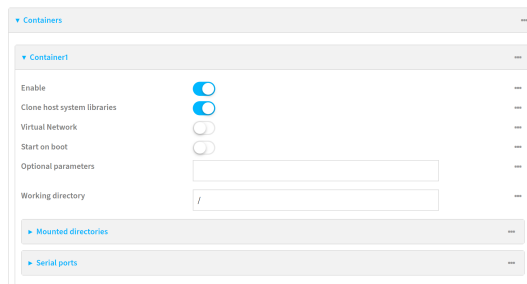 Containers
Container1
Enable
Clone host system libraries
Virtual Network
Start on boot
Optional parameters
Working directory
/
Mounted directories
Serial ports